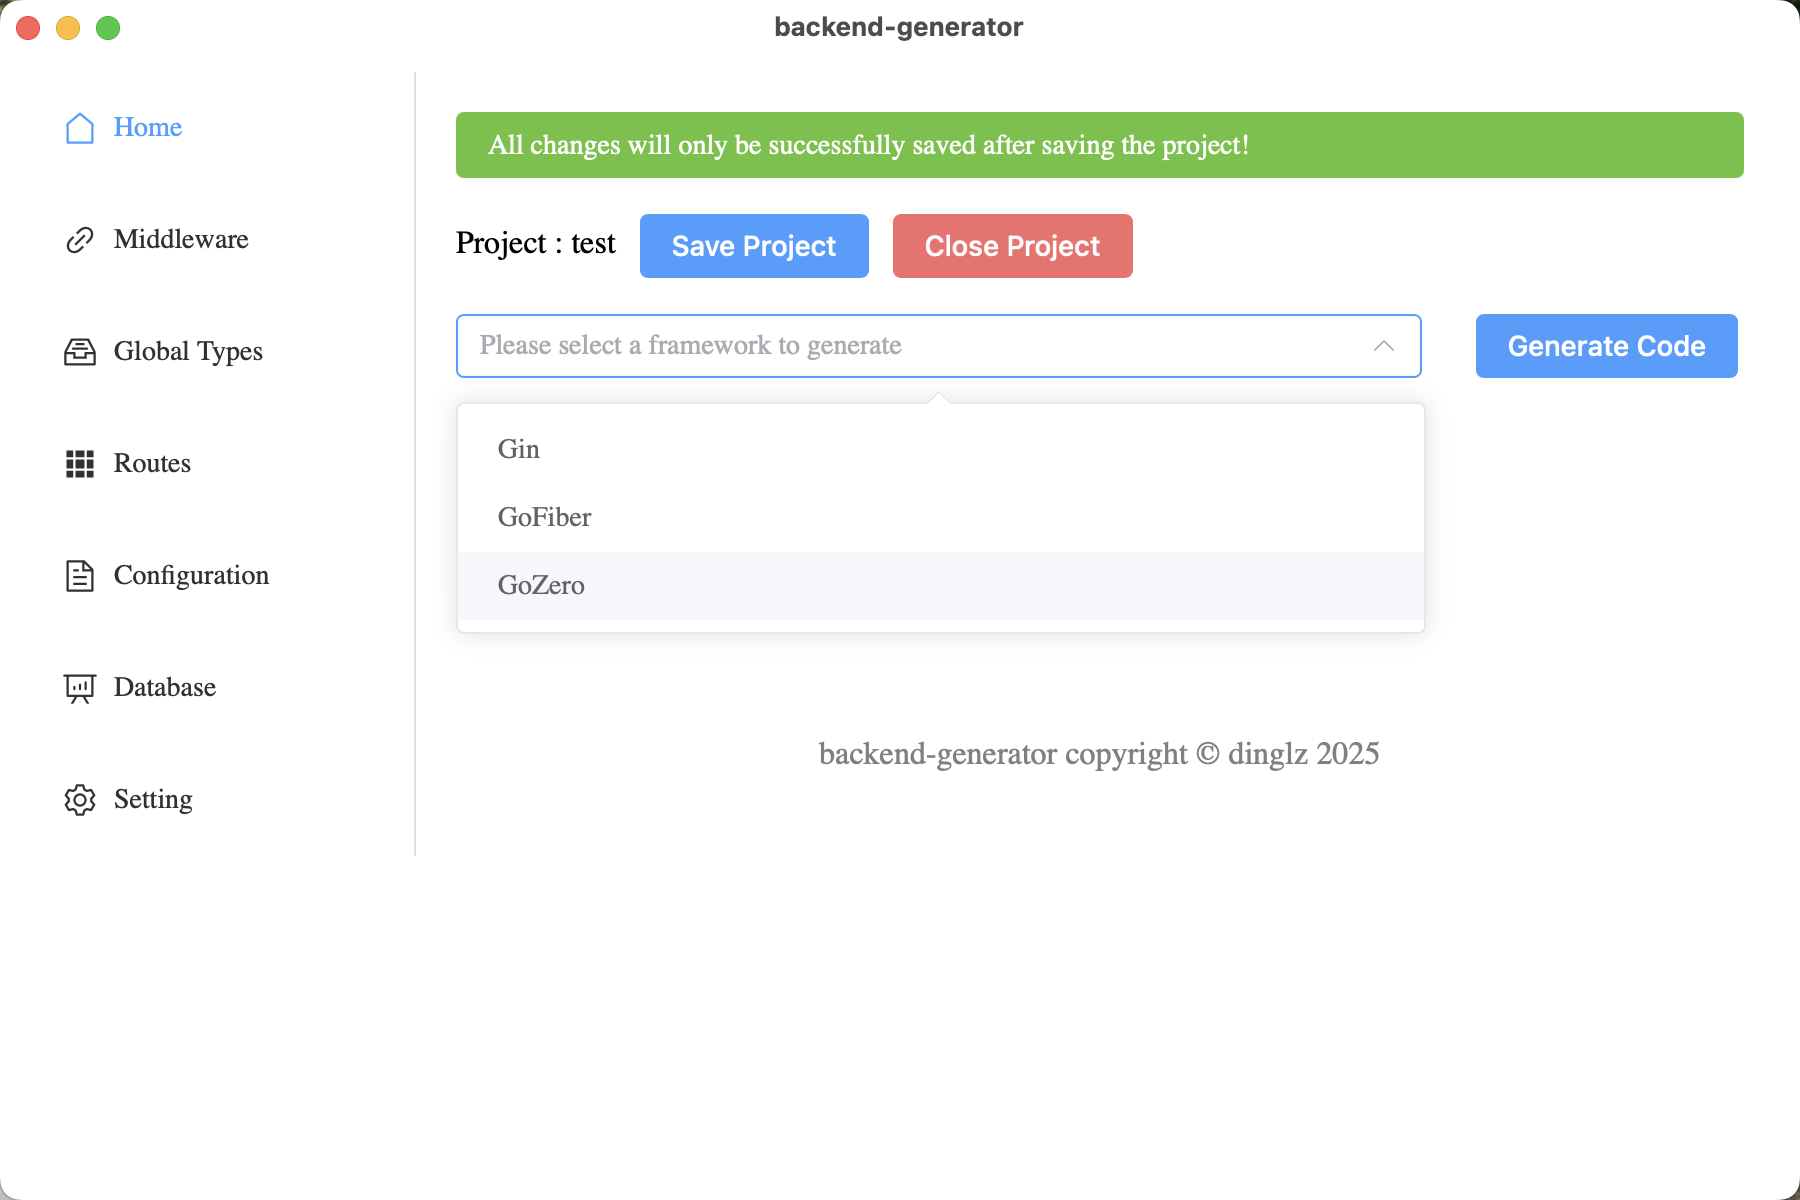 backend-generator
Home
Middleware
Global Types
Routes
Configuration
Database
Setting
All changes will only be successfully saved after saving the project!
Project : test
Save Project
Close Project
Please select a framework to generate
Generate Code
Gin
GoFiber
GoZero
backend-generator copyright © dinglz 2025